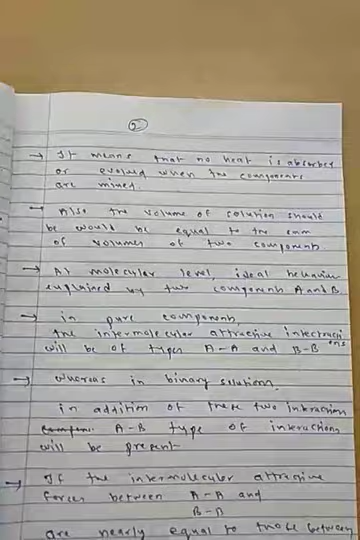 2
→ It means that no heat is absorbed
or evolved when the components
are mixed.
→ Also the volume of solution should
be would be equal to the sum
of volumes of two components
→ At molecular level, ideal behaviour
explained by two components A and B
→ in pure component,
the intermolecular attractive interactions
will be of types A-A and B-B
→ whereas in binary solution,
in addition of these two interaction
A-B type of interactions
will be present
→ If the intermolecular attractive
forces between A-A and
B-B
are nearly equal to those between